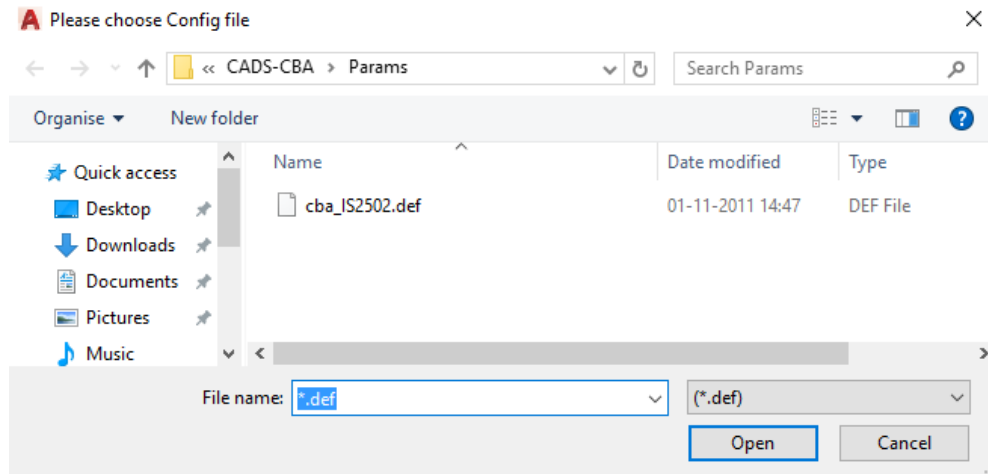 Please choose Config file
« CADS-CBA > Params
Search Params
Organise
New folder
Name
Date modified
Type
Quick access
Desktop
Downloads
Documents
Pictures
Music
cba_IS2502.def
01-11-2011 14:47
DEF File
File name:
*.def
(*.def)
Open
Cancel